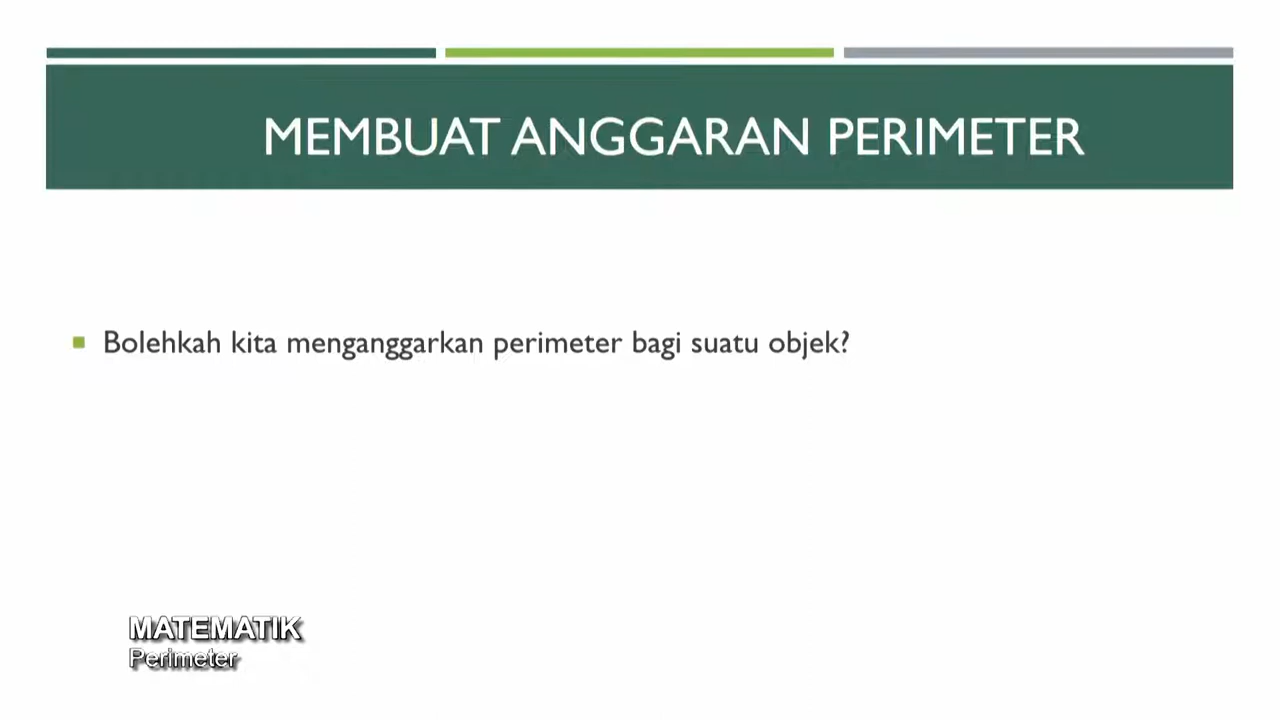 MEMBUAT ANGGARAN PERIMETER
Bolehkah kita menganggarkan perimeter bagi suatu objek?
MATEMATIK
Perimeter